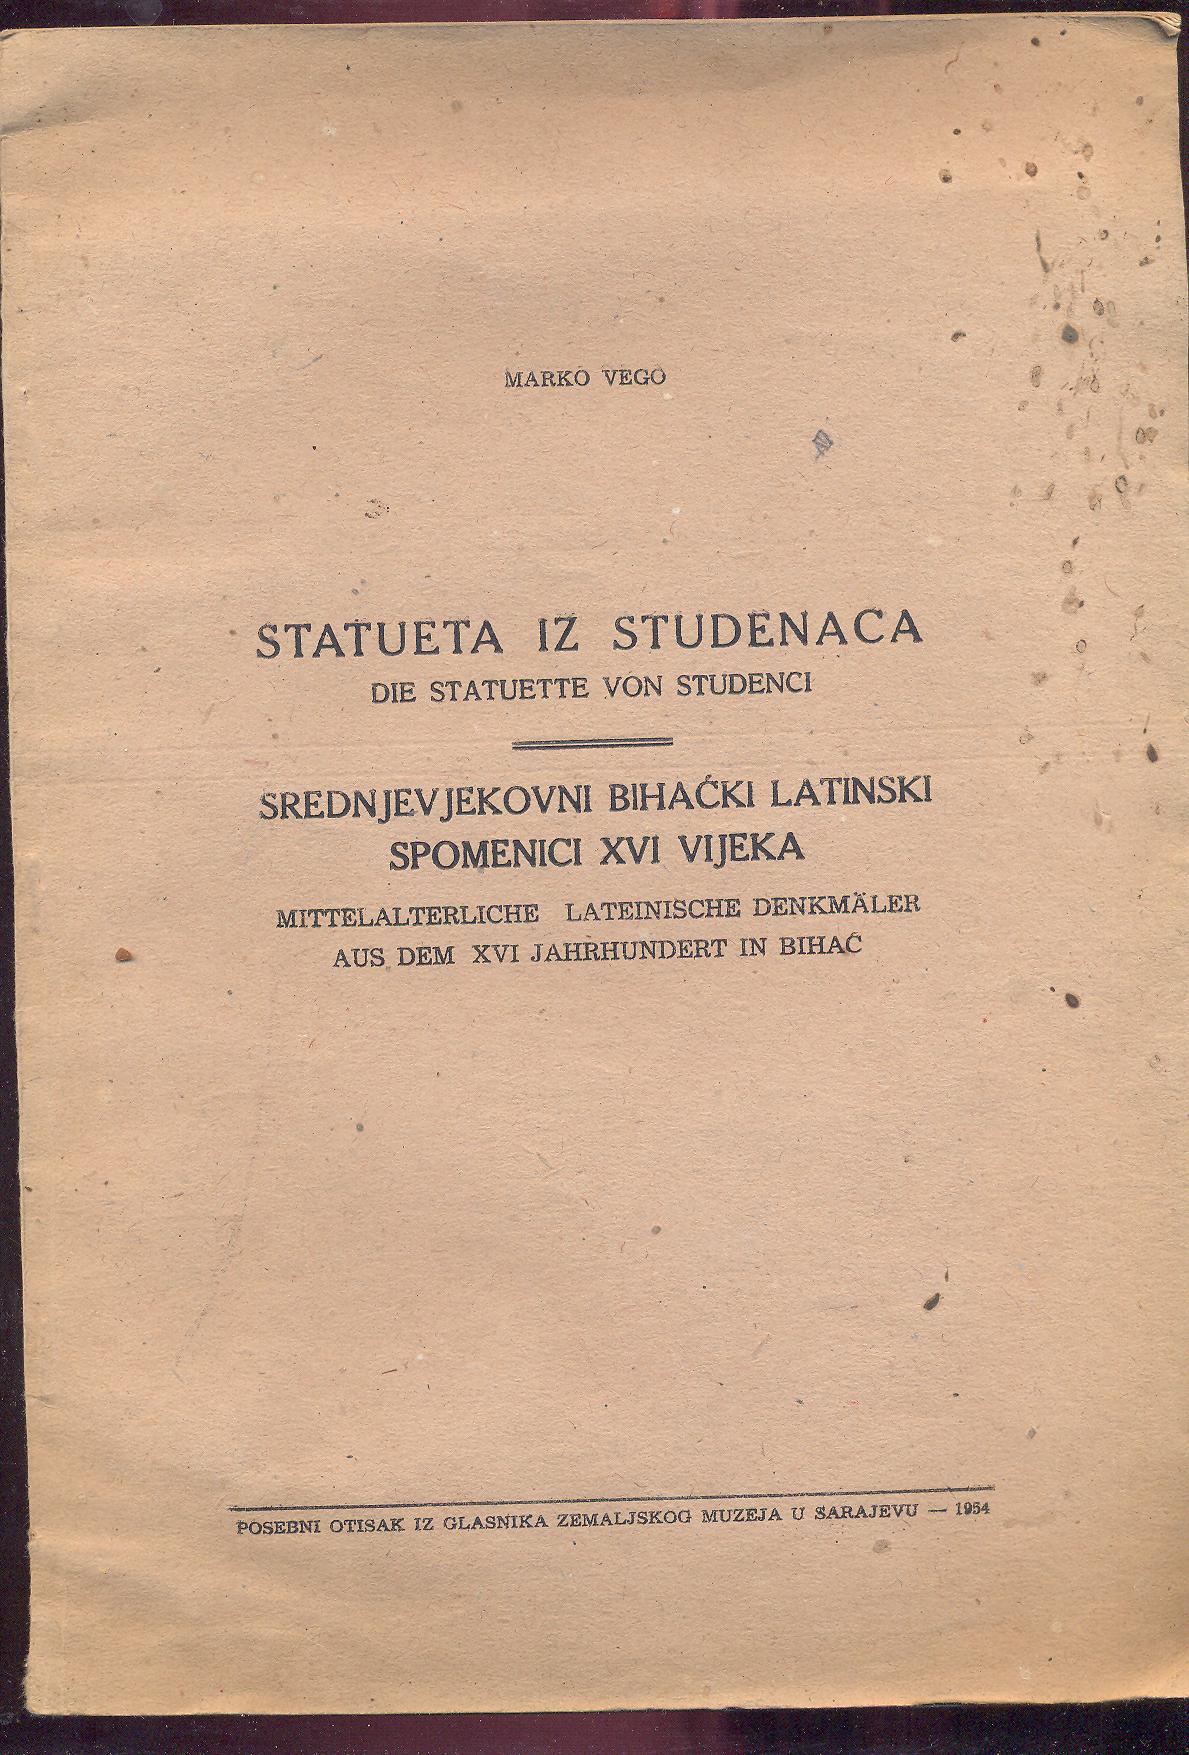 MARKO VEGO
STATUETA IZ STUDENACA
DIE STATUETTE VON STUDENCI
SREDNJEVJEKOVNI BIHAĆKI LATINSKI
SPOMENICI XVI VIJEKA
MITTELALTERLICHE LATEINISCHE DENKMÄLER
AUS DEM XVI JAHRHUNDERT IN BIHAĆ
POSEBNI OTISAK IZ GLASNIKA ZEMALJSKOG MUZEJA U SARAJEVU — 1954